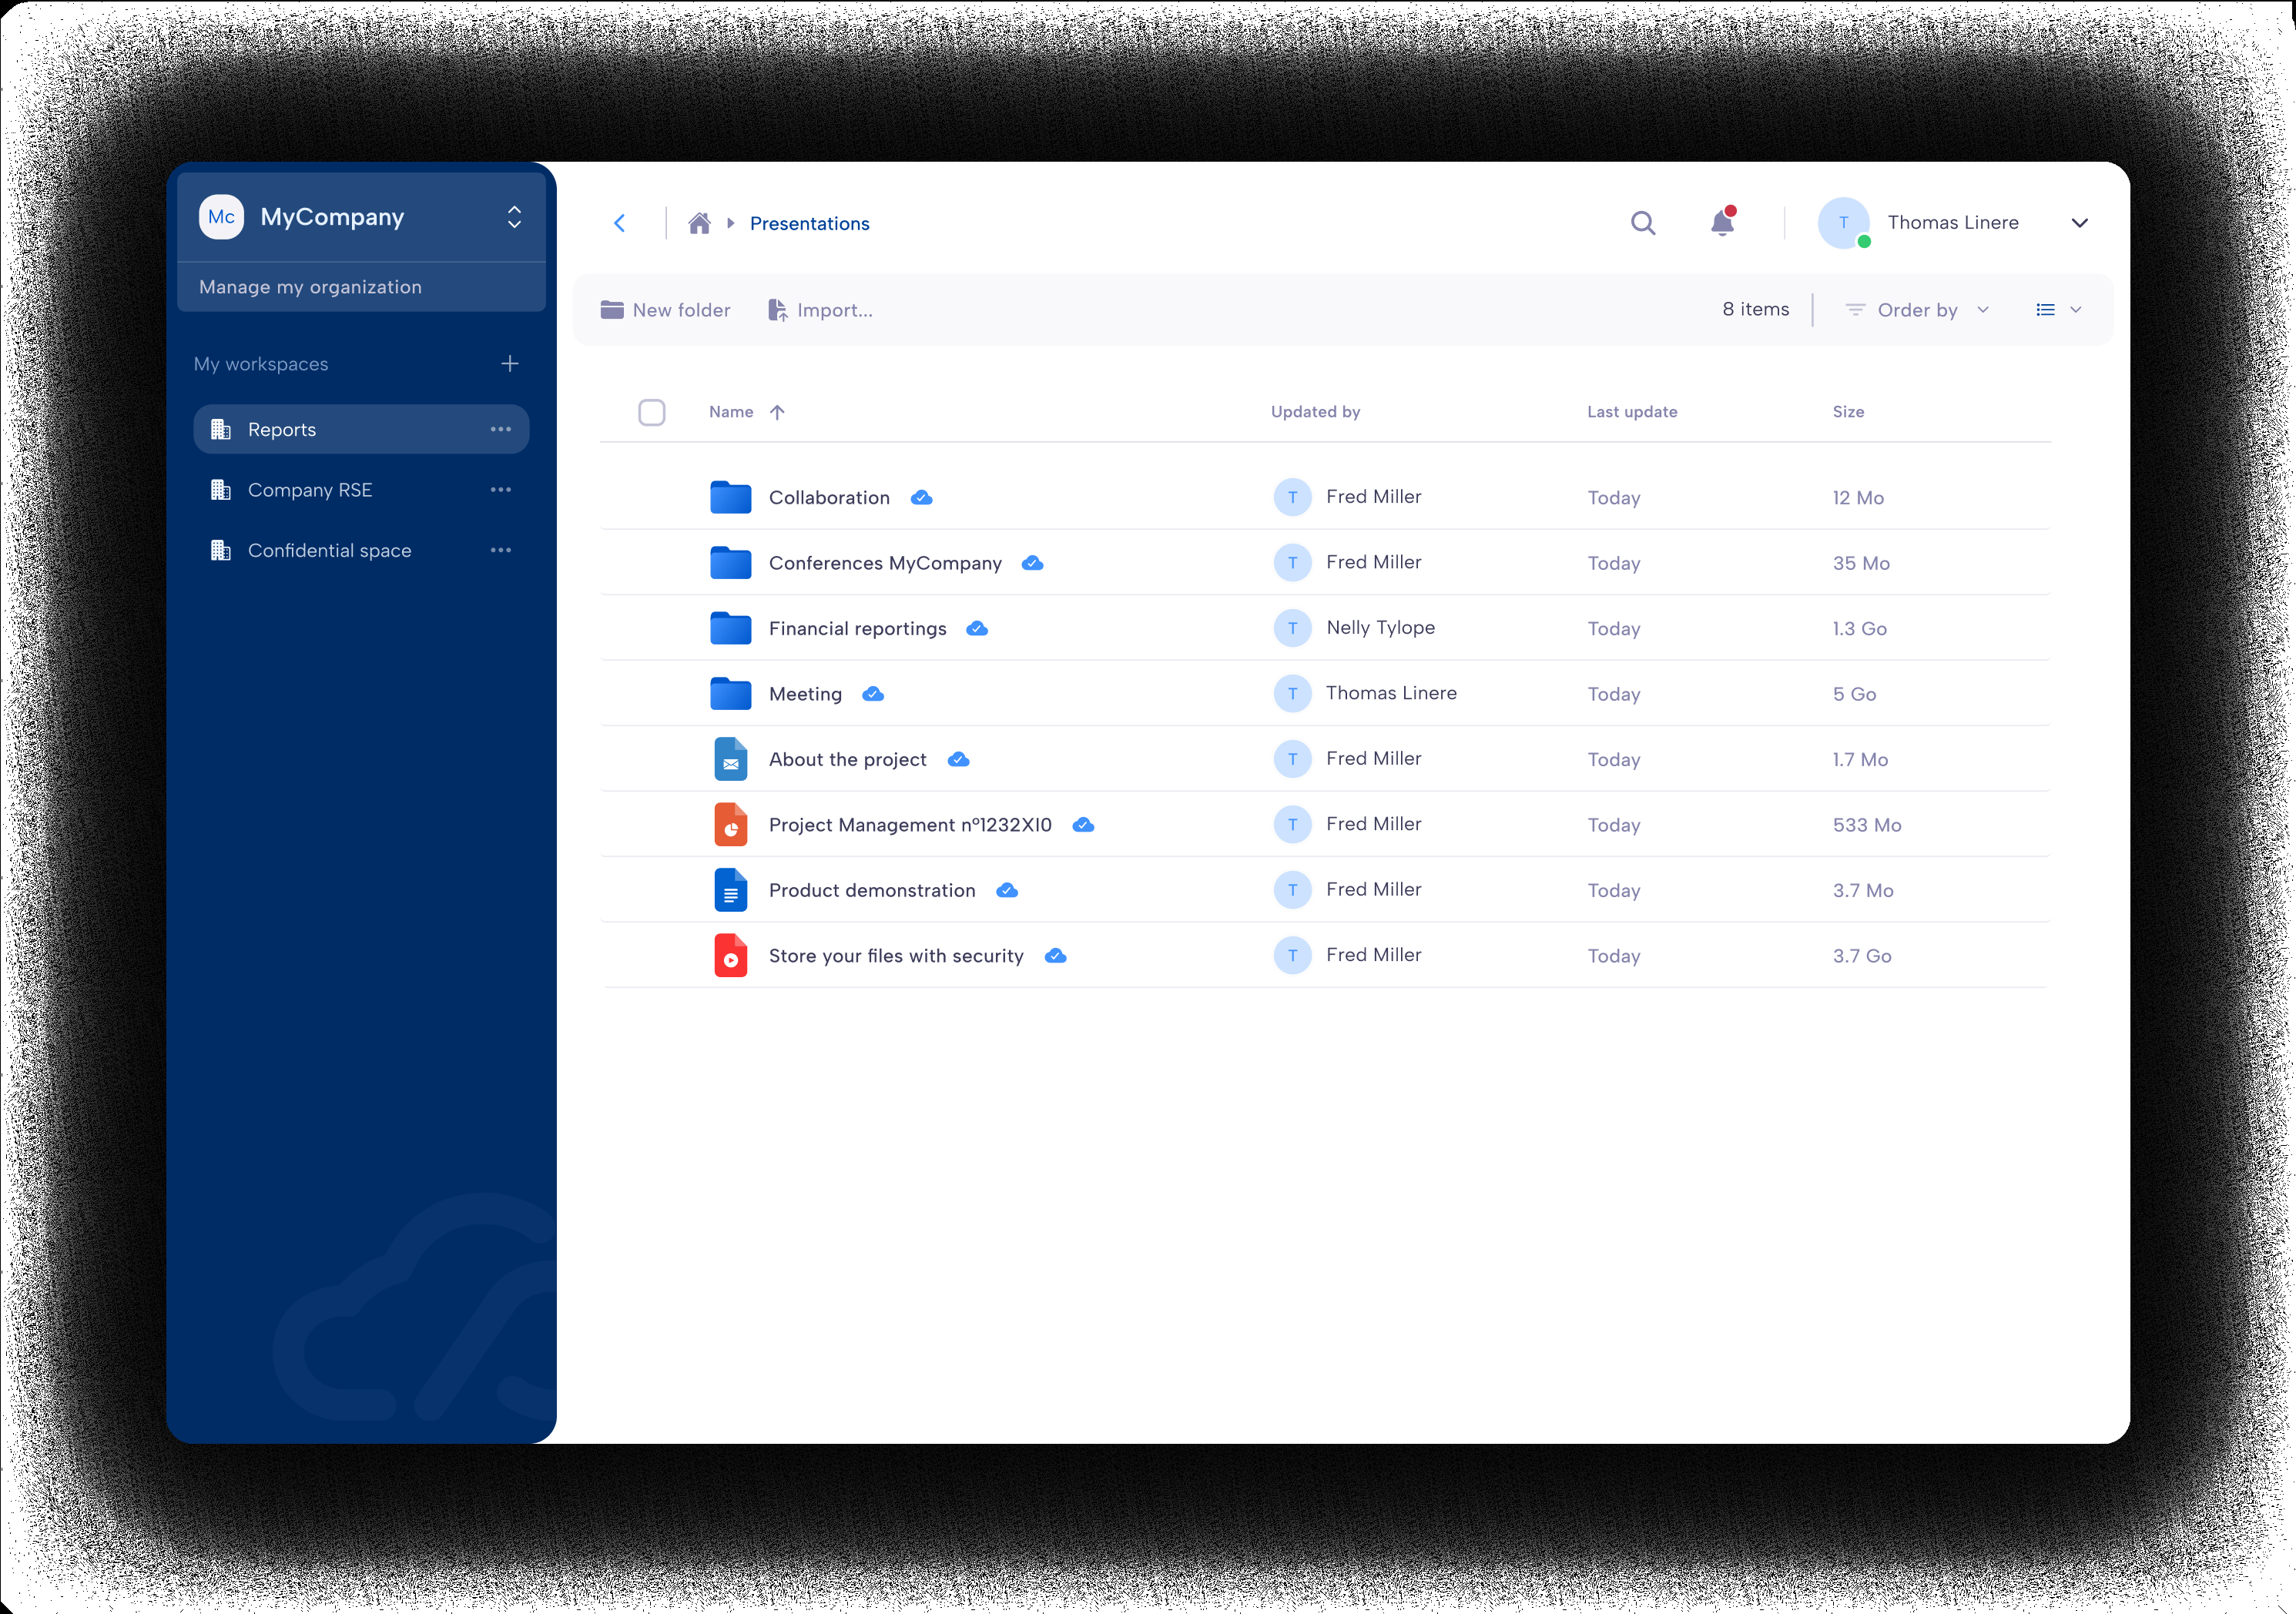 Mc MyCompany
Manage my organization
My workspaces
Reports
Company RSE
Confidential space
Presentations
T Thomas Linere
New folder Import... 8 items Order by
Name Updated by Last update Size
Collaboration T Fred Miller Today 12 Mo
Conferences MyCompany T Fred Miller Today 35 Mo
Financial reportings T Nelly Tylope Today 1.3 Go
Meeting T Thomas Linere Today 5 Go
About the project T Fred Miller Today 1.7 Mo
Project Management n°1232XI0 T Fred Miller Today 533 Mo
Product demonstration T Fred Miller Today 3.7 Mo
Store your files with security T Fred Miller Today 3.7 Go